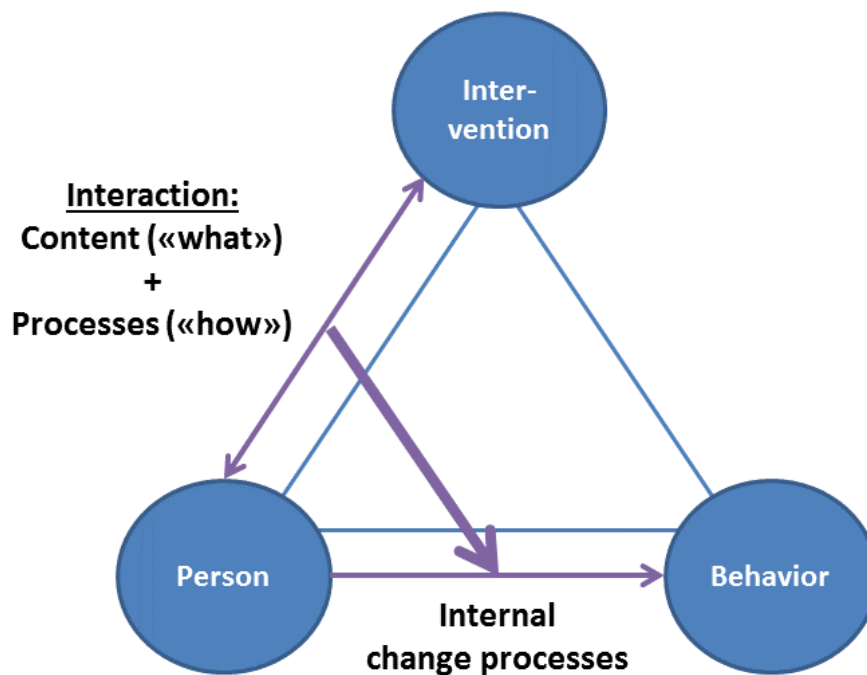 Inter-
vention
Interaction:
Content («what»)
+
Processes («how»)
Person
Behavior
Internal
change processes